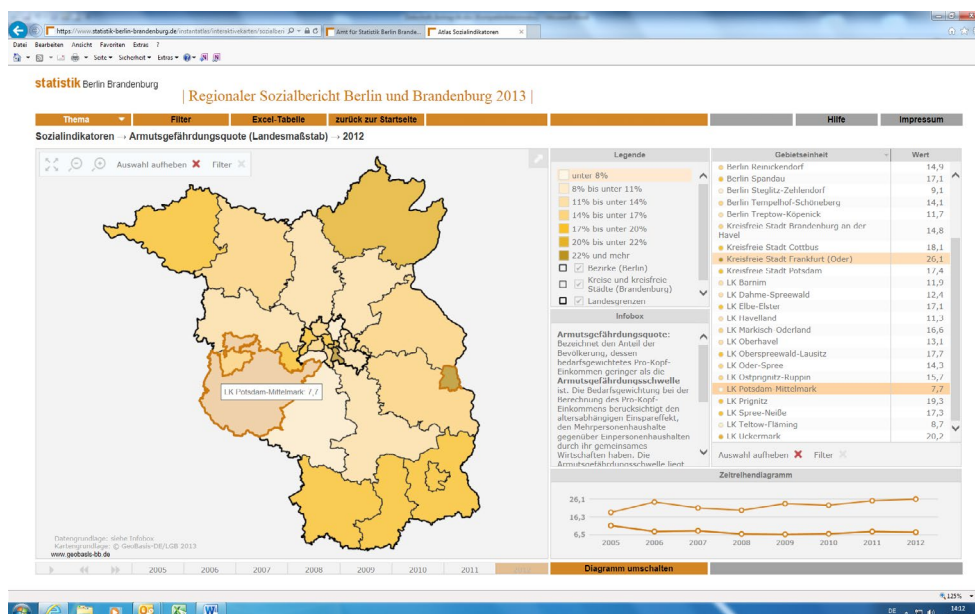 https://www.statistik-berlin-brandenburg.de/instantatlas/interaktivekarten/sozialberi
Amt für Statistik Berlin Brande...
Atlas Sozialindikatoren
Datei Bearbeiten Ansicht Favoriten Extras ?
Seite Sicherheit Extras
statistik Berlin Brandenburg
| Regionaler Sozialbericht Berlin und Brandenburg 2013 |
Thema Filter Excel-Tabelle zurück zur Startseite Hilfe Impressum
Sozialindikatoren → Armutsgefährdungsquote (Landesmaßstab) → 2012
Auswahl aufheben Filter
LK Potsdam-Mittelmark: 7,7
Datengrundlage: siehe Infobox
Kartengrundlage: © GeoBasis-DE/LGB 2013
www.geobasis-bb.de
2005 2006 2007 2008 2009 2010 2011 2012
Legende
unter 8%
8% bis unter 11%
11% bis unter 14%
14% bis unter 17%
17% bis unter 20%
20% bis unter 22%
22% und mehr
Bezirke (Berlin)
Kreise und kreisfreie
Städte (Brandenburg)
Landesgrenzen
Infobox
Armutsgefährdungsquote:
Bezeichnet den Anteil der
Bevölkerung, dessen
bedarfsgewichtetes Pro-Kopf-
Einkommen geringer als die
Armutsgefährdungsschwelle
ist. Die Bedarfsgewichtung bei der
Berechnung des Pro-Kopf-
Einkommens berücksichtigt den
altersabhängigen Einspareffekt,
den Mehrpersonenhaushalte
gegenüber Einpersonenhaushalten
durch ihr gemeinsames
Wirtschaften haben. Die
Armutsgefährdungsschwelle liegt
Gebietseinheit Wert
Berlin Reinickendorf 14,9
Berlin Spandau 17,1
Berlin Steglitz-Zehlendorf 9,1
Berlin Tempelhof-Schöneberg 14,1
Berlin Treptow-Köpenick 11,7
Kreisfreie Stadt Brandenburg an der
Havel 14,8
Kreisfreie Stadt Cottbus 18,1
Kreisfreie Stadt Frankfurt (Oder) 26,1
Kreisfreie Stadt Potsdam 17,4
LK Barnim 11,9
LK Dahme-Spreewald 12,4
LK Elbe-Elster 17,1
LK Havelland 11,3
LK Märkisch-Oderland 16,6
LK Oberhavel 13,1
LK Oberspreewald-Lausitz 17,7
LK Oder-Spree 14,3
LK Ostprignitz-Ruppin 15,7
LK Potsdam-Mittelmark 7,7
LK Prignitz 19,3
LK Spree-Neiße 17,3
LK Teltow-Fläming 8,7
LK Uckermark 20,2
Auswahl aufheben Filter
Zeitreihendiagramm
26,1
16,3
6,5
2005 2006 2007 2008 2009 2010 2011 2012
Diagramm umschalten
125%
DE 14:12